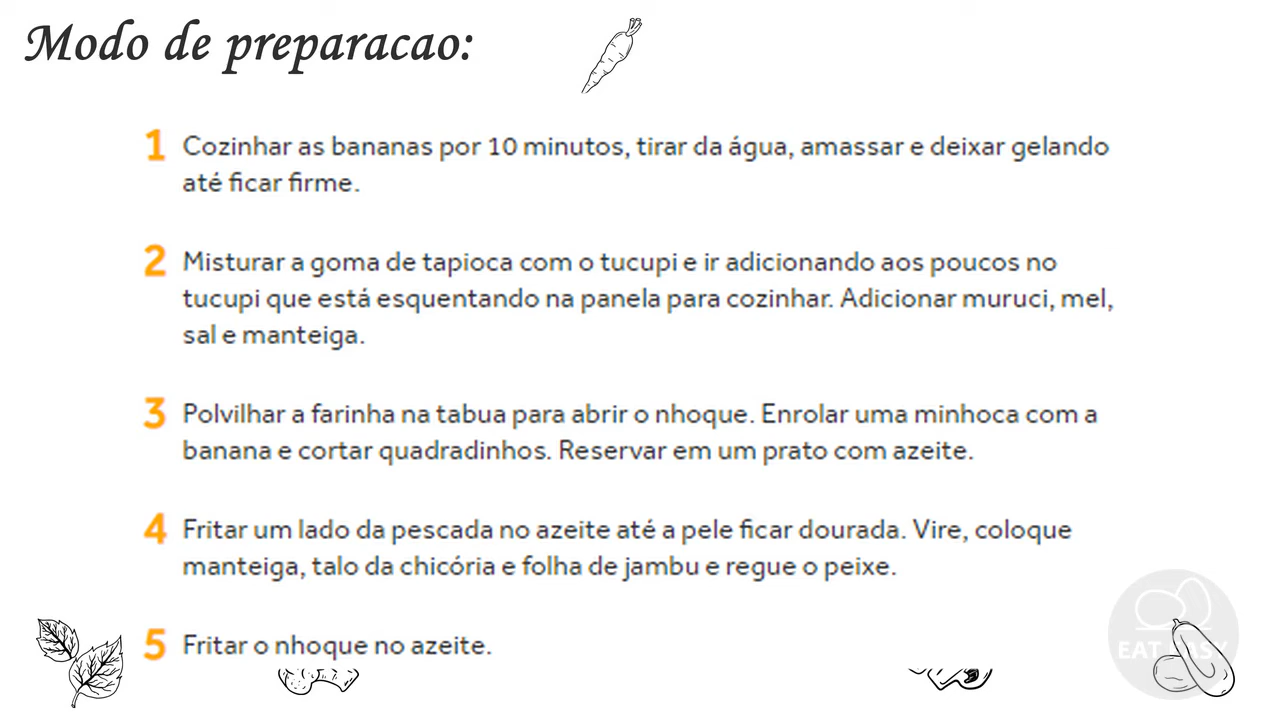 Modo de preparacao:
1 Cozinhar as bananas por 10 minutos, tirar da água, amassar e deixar gelando
até ficar firme.
2 Misturar a goma de tapioca com o tucupi e ir adicionando aos poucos no
tucupi que está esquentando na panela para cozinhar. Adicionar muruci, mel,
sal e manteiga.
3 Polvilhar a farinha na tabua para abrir o nhoque. Enrolar uma minhoca com a
banana e cortar quadradinhos. Reservar em um prato com azeite.
4 Fritar um lado da pescada no azeite até a pele ficar dourada. Vire, coloque
manteiga, talo da chicória e folha de jambu e regue o peixe.
5 Fritar o nhoque no azeite.
EAT EASY